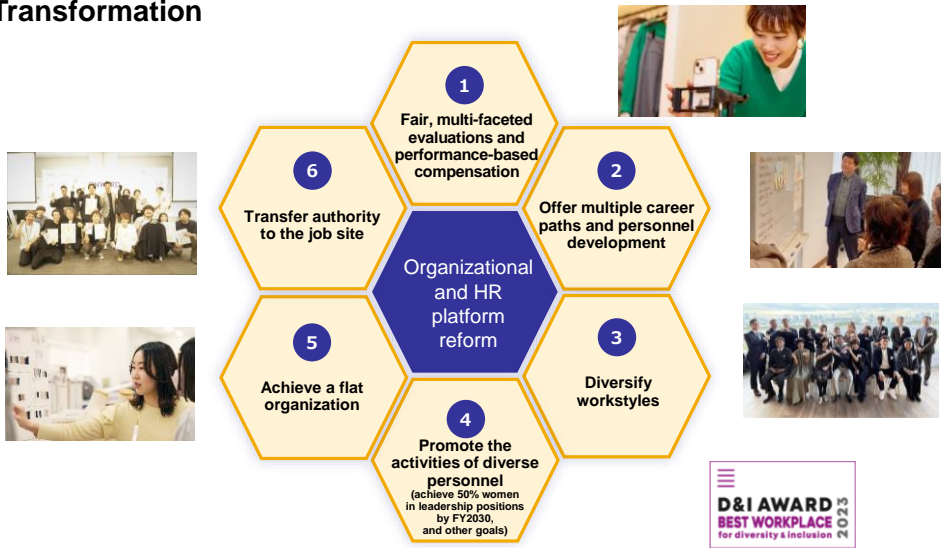 Transformation
1
Fair, multi-faceted
evaluations and
performance-based
compensation
2
Offer multiple career
paths and personnel
development
3
Diversify
workstyles
4
Promote the
activities of diverse
personnel
(achieve 50% women
in leadership positions
by FY2030,
and other goals)
5
Achieve a flat
organization
6
Transfer authority
to the job site
Organizational
and HR
platform
reform
D&I AWARD
BEST WORKPLACE
for diversity & inclusion
2023